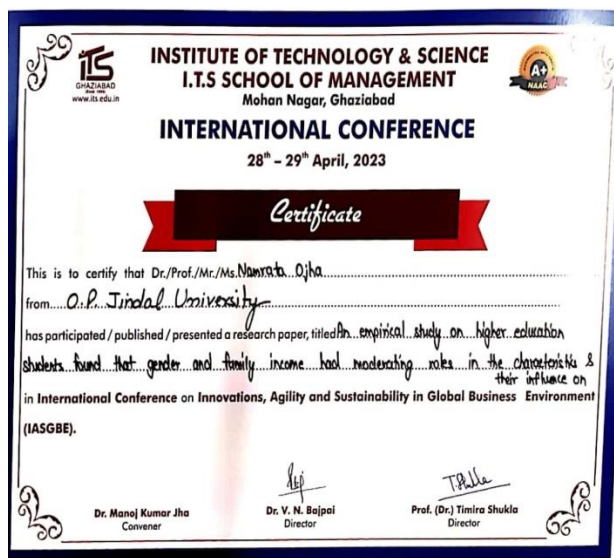 iTS
GHAZIABAD
www.its.edu.in
INSTITUTE OF TECHNOLOGY & SCIENCE
I.T.S SCHOOL OF MANAGEMENT
Mohan Nagar, Ghaziabad
A+
NAAC
INTERNATIONAL CONFERENCE
28th – 29th April, 2023
Certificate
This is to certify that Dr./Prof./Mr./Ms. Namrata Ojha
from O.P. Jindal University
has participated / published / presented a research paper, titled An empirical study on higher education
students found that gender and family income had moderating roles in the characteristics &
their influence on
in International Conference on Innovations, Agility and Sustainability in Global Business Environment
(IASGBE).
T.Shukla
Dr. Manoj Kumar Jha
Convener
Dr. V. N. Bajpai
Director
Prof. (Dr.) Timira Shukla
Director